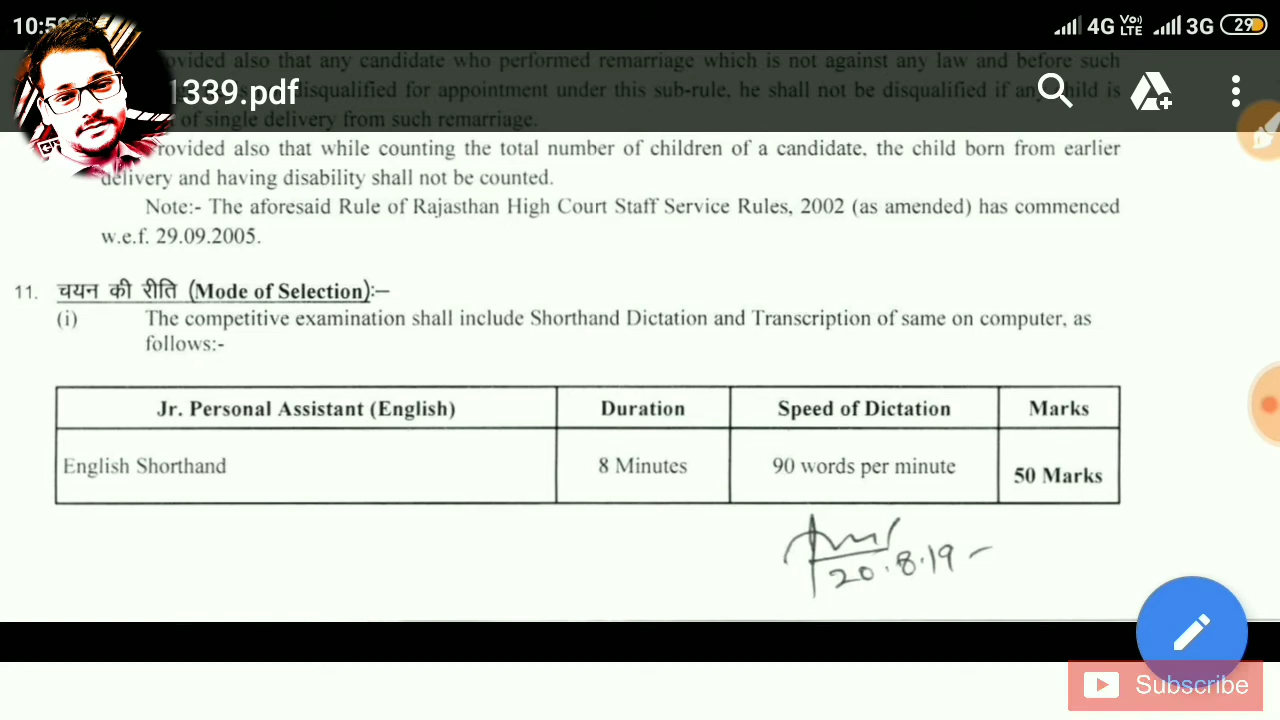 10:5
4G VoLTE 3G 29
ovided also that any candidate who performed remarriage which is not against any law and before such
1339.pdf
disqualified for appointment under this sub-rule, he shall not be disqualified if any child is
of single delivery from such remarriage.
rovided also that while counting the total number of children of a candidate, the child born from earlier
delivery and having disability shall not be counted.
Note:- The aforesaid Rule of Rajasthan High Court Staff Service Rules, 2002 (as amended) has commenced
w.e.f. 29.09.2005.
11. चयन की रीति (Mode of Selection):–
(i) The competitive examination shall include Shorthand Dictation and Transcription of same on computer, as
follows:-
Jr. Personal Assistant (English) Duration Speed of Dictation Marks
English Shorthand 8 Minutes 90 words per minute 50 Marks
20.8.19
Subscribe